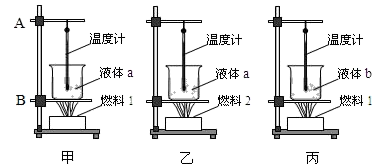 A
B
温度计
液体 a
燃料 1
甲
温度计
液体 a
燃料 2
乙
温度计
液体 b
燃料 1
丙